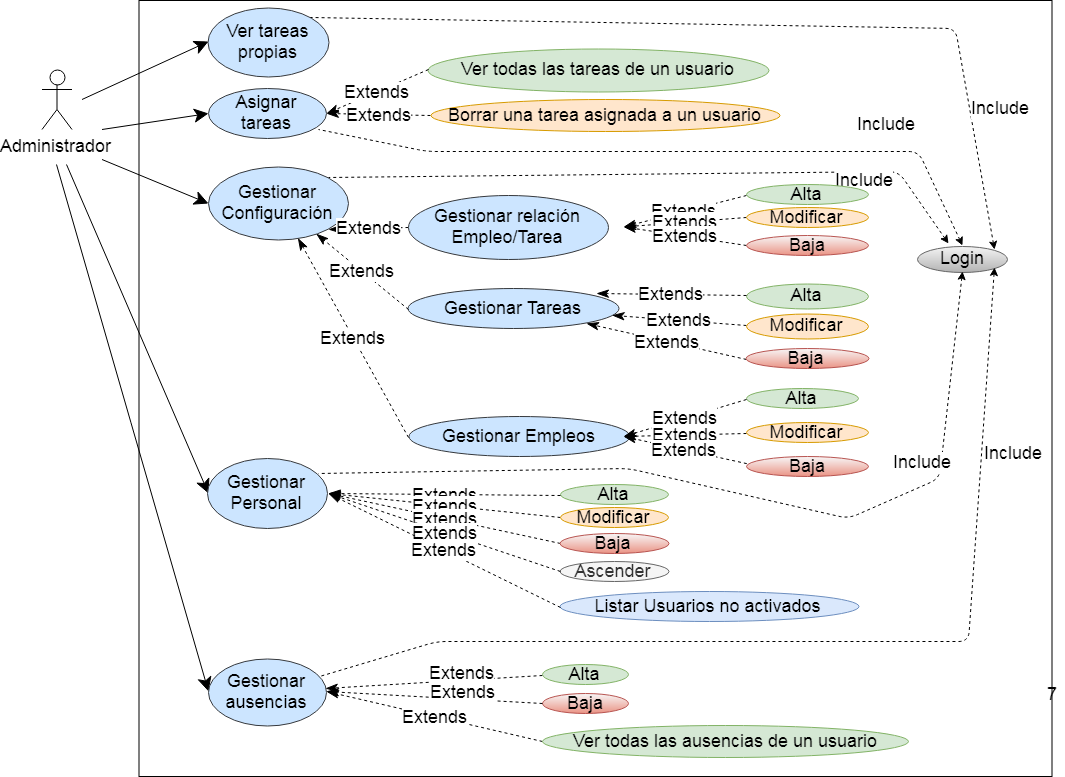 Ver tareas
propias
Ver todas las tareas de un usuario
Extends
Asignar
tareas
Extends
Borrar una tarea asignada a un usuario
Include
Include
Administrador
Gestionar
Configuración
Include
Extends
Gestionar relación
Empleo/Tarea
Extends
Extends
Extends
Alta
Modificar
Baja
Login
Extends
Gestionar Tareas
Extends
Extends
Extends
Alta
Modificar
Baja
Extends
Gestionar Empleos
Extends
Extends
Extends
Alta
Modificar
Baja
Include
Include
Gestionar
Personal
Extends
Extends
Extends
Extends
Extends
Alta
Modificar
Baja
Ascender
Listar Usuarios no activados
Gestionar
ausencias
Extends
Extends
Extends
Alta
Baja
Ver todas las ausencias de un usuario
7